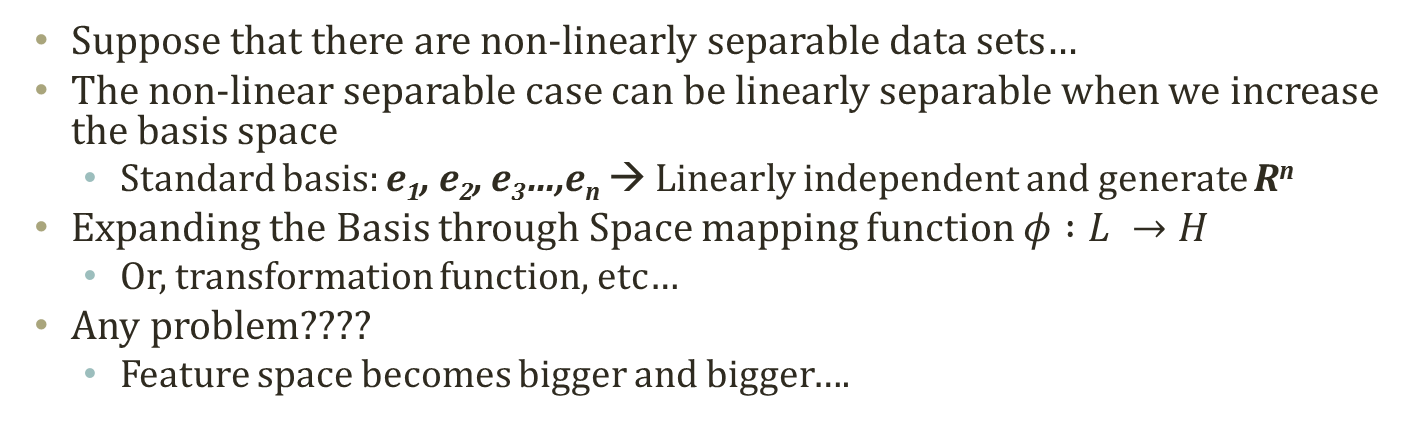 • Suppose that there are non-linearly separable data sets...
• The non-linear separable case can be linearly separable when we increase
the basis space
• Standard basis: e₁, e₂, e₃...,eₙ → Linearly independent and generate Rⁿ
• Expanding the Basis through Space mapping function ϕ : L → H
• Or, transformation function, etc...
• Any problem????
• Feature space becomes bigger and bigger....